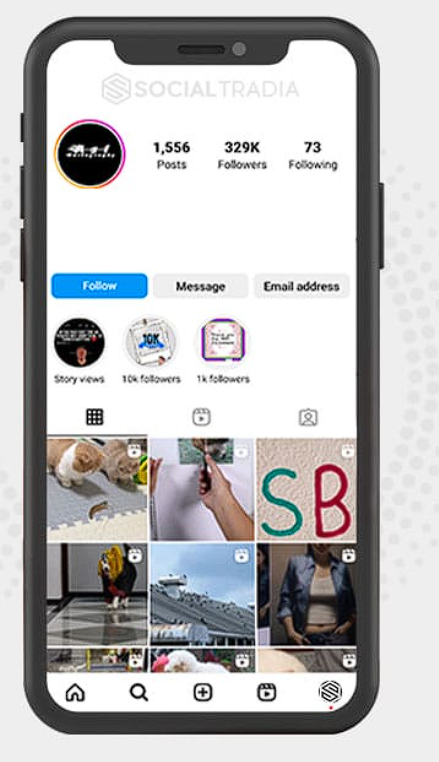 SOCIALTRADIA
1,556 329K 73
Posts Followers Following
Follow Message Email address
10K
Story views 10k followers 1k followers
SB